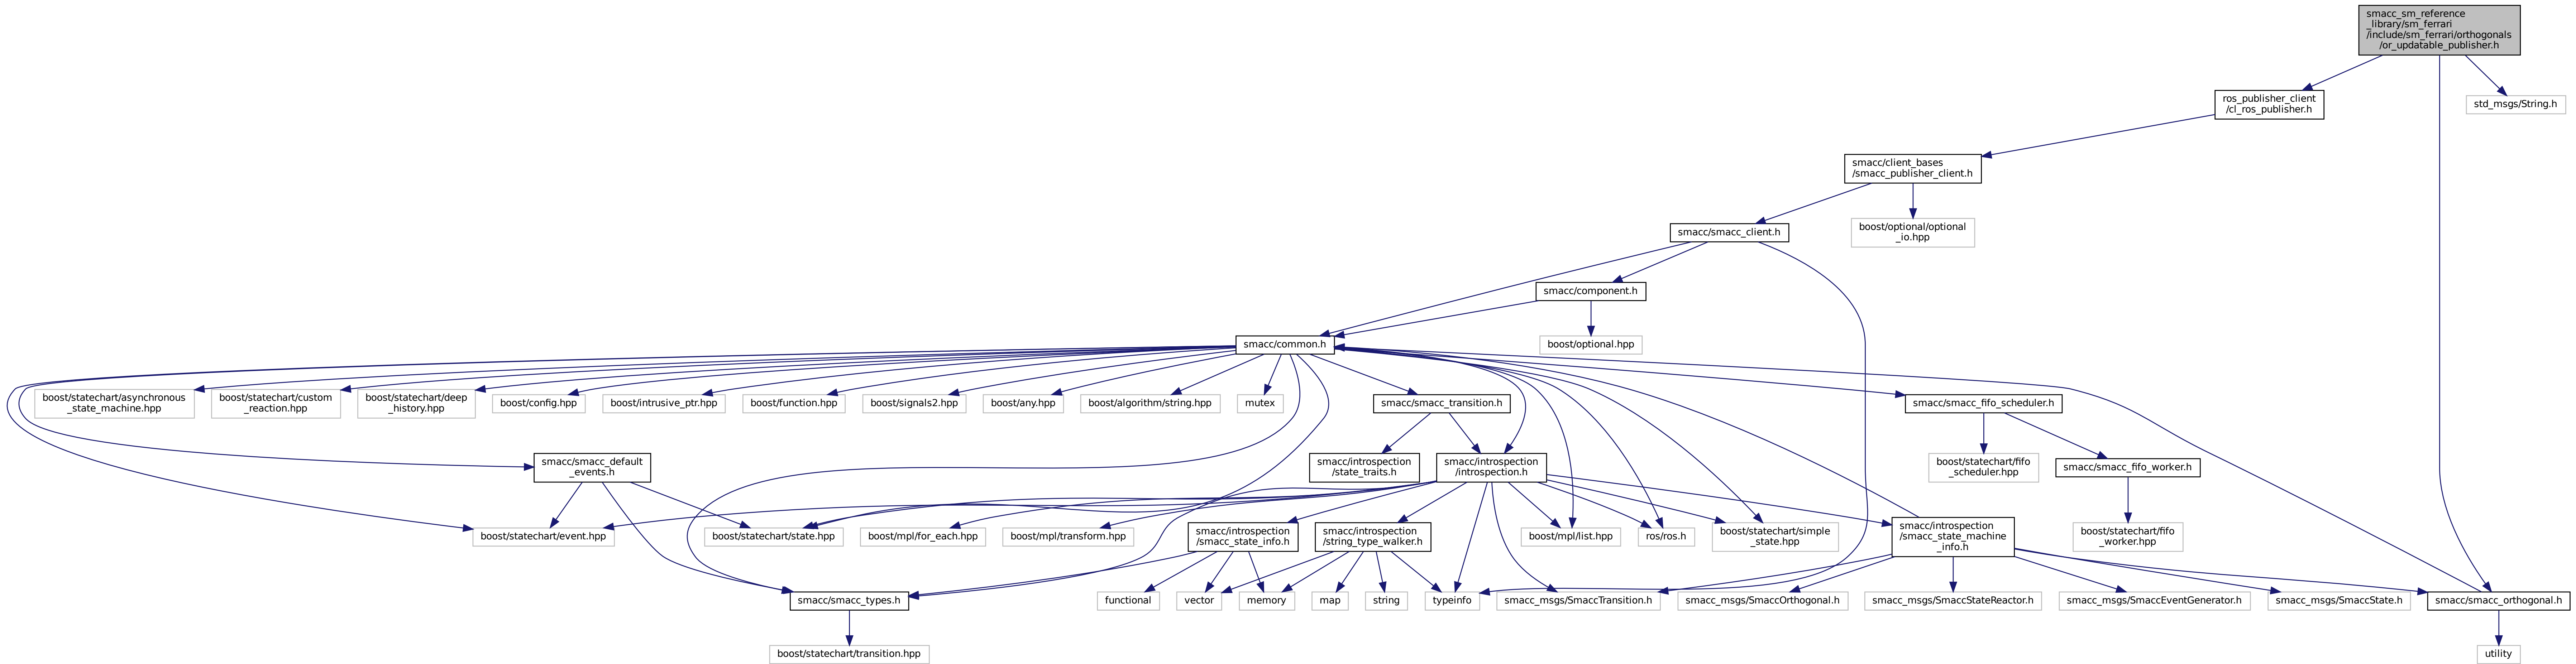 smacc_sm_reference
_library/sm_ferrari
/include/sm_ferrari/orthogonals
/or_updatable_publisher.h
ros_publisher_client
/cl_ros_publisher.h
std_msgs/String.h
smacc/client_bases
/smacc_publisher_client.h
smacc/smacc_client.h
boost/optional/optional
_io.hpp
smacc/component.h
smacc/common.h
boost/optional.hpp
boost/statechart/asynchronous
_state_machine.hpp
boost/statechart/custom
_reaction.hpp
boost/statechart/deep
_history.hpp
boost/config.hpp
boost/intrusive_ptr.hpp
boost/function.hpp
boost/signals2.hpp
boost/any.hpp
boost/algorithm/string.hpp
mutex
smacc/smacc_transition.h
smacc/smacc_fifo_scheduler.h
smacc/smacc_default
_events.h
smacc/introspection
/state_traits.h
smacc/introspection
/introspection.h
boost/statechart/fifo
_scheduler.hpp
smacc/smacc_fifo_worker.h
boost/statechart/event.hpp
boost/statechart/state.hpp
boost/mpl/for_each.hpp
boost/mpl/transform.hpp
smacc/introspection
/smacc_state_info.h
smacc/introspection
/string_type_walker.h
boost/mpl/list.hpp
ros/ros.h
boost/statechart/simple
_state.hpp
smacc/introspection
/smacc_state_machine
_info.h
boost/statechart/fifo
_worker.hpp
smacc/smacc_types.h
functional
vector
memory
map
string
typeinfo
smacc_msgs/SmaccTransition.h
smacc_msgs/SmaccOrthogonal.h
smacc_msgs/SmaccStateReactor.h
smacc_msgs/SmaccEventGenerator.h
smacc_msgs/SmaccState.h
smacc/smacc_orthogonal.h
boost/statechart/transition.hpp
utility